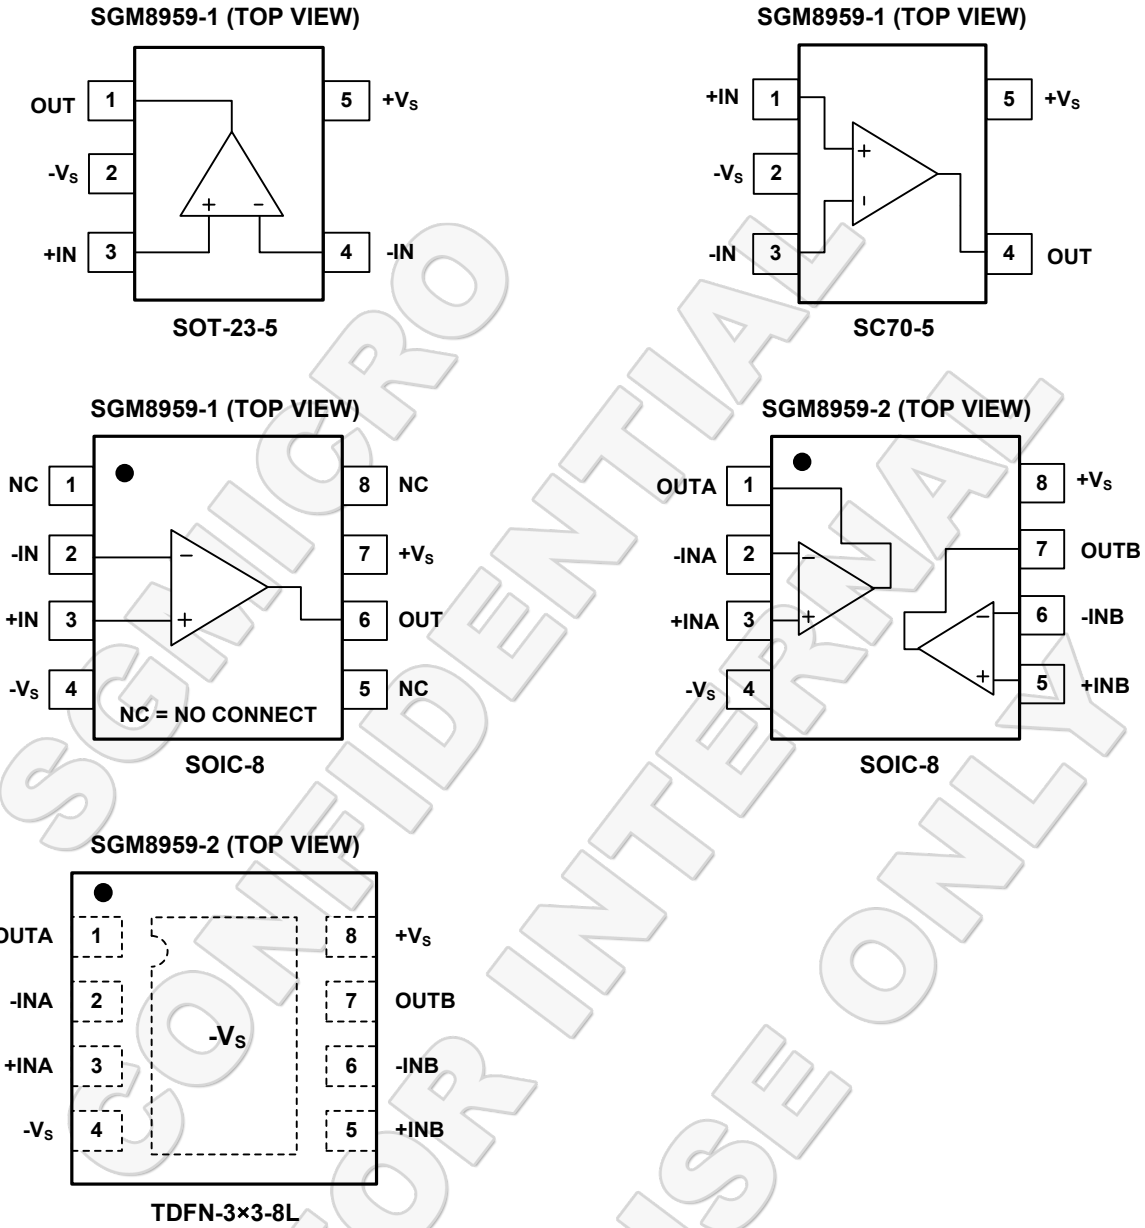 SGM8959-1 (TOP VIEW)
OUT 1
5 +VS
-VS 2
+ −
+IN 3
4 -IN
SOT-23-5
SGM8959-1 (TOP VIEW)
+IN 1
5 +VS
+
-VS 2
-
-IN 3
4 OUT
SC70-5
SGM8959-1 (TOP VIEW)
NC 1
8 NC
-IN 2
−
7 +VS
+IN 3
+
6 OUT
-VS 4
5 NC
NC = NO CONNECT
SOIC-8
SGM8959-2 (TOP VIEW)
OUTA 1
8 +VS
-INA 2
−
7 OUTB
+INA 3
+
−
6 -INB
-VS 4
+
5 +INB
SOIC-8
SGM8959-2 (TOP VIEW)
OUTA 1
8 +VS
-INA 2
7 OUTB
-VS
+INA 3
6 -INB
-VS 4
5 +INB
TDFN-3×3-8L
SGMICRO
CONFIDENTIAL
FOR INTERNAL
USE ONLY